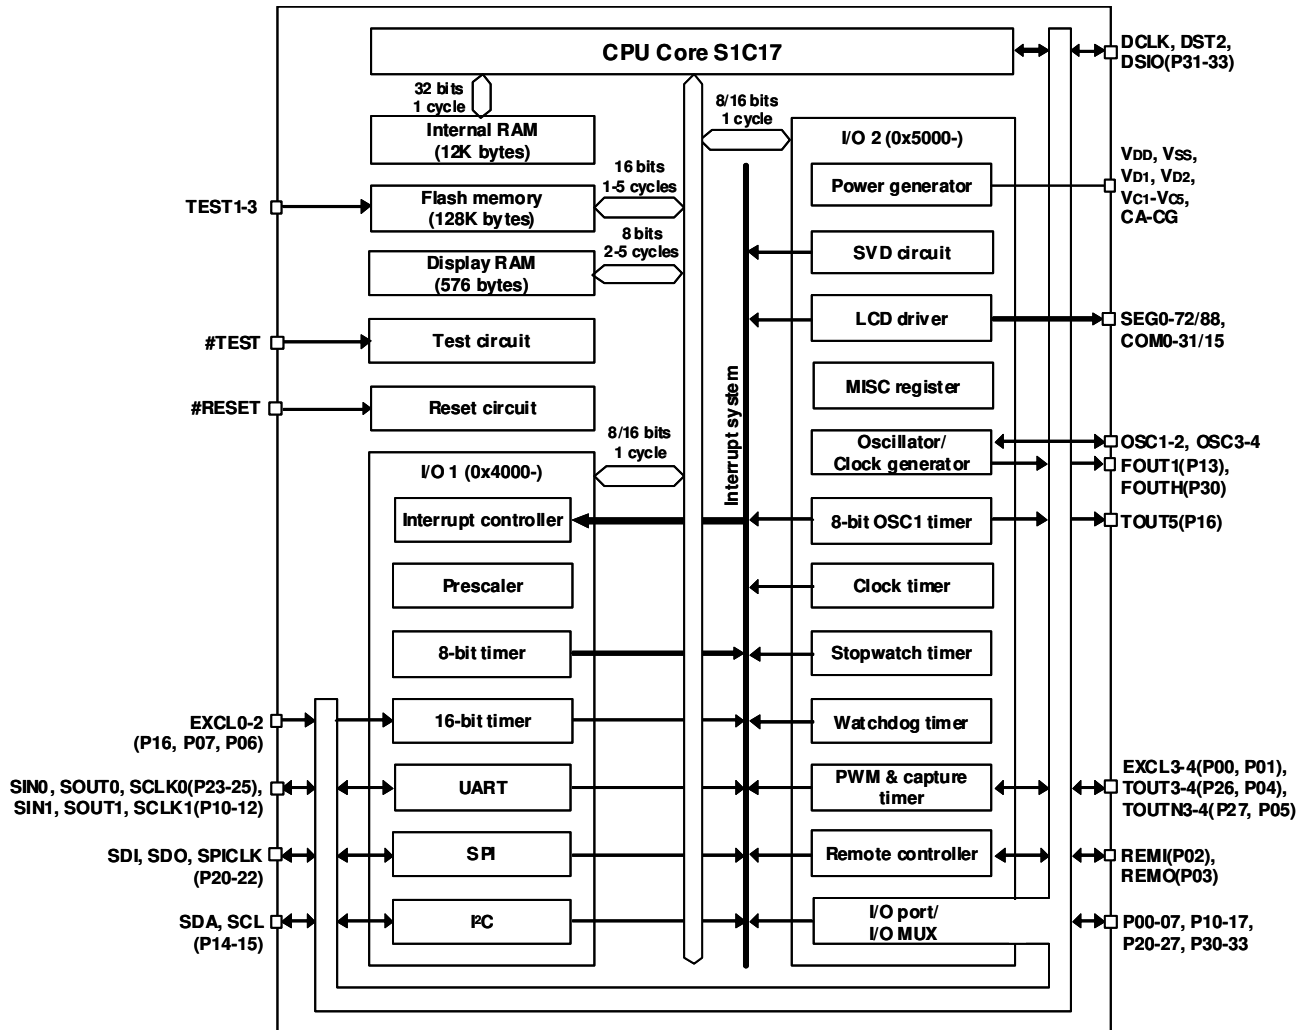 CPU Core S1C17
DCLK, DST2,
DSIO(P31-33)
32 bits
1 cycle
8/16 bits
1 cycle
Internal RAM
(12K bytes)
I/O 2 (0x5000-)
VDD, VSS,
VD1, VD2,
VC1-VC5,
CA-CG
Power generator
16 bits
1-5 cycles
TEST1-3
Flash memory
(128K bytes)
8 bits
2-5 cycles
SVD circuit
Display RAM
(576 bytes)
LCD driver
SEG0-72/88,
COM0-31/15
#TEST
Test circuit
MISC register
#RESET
Reset circuit
Interrupt system
8/16 bits
1 cycle
Oscillator/
Clock generator
OSC1-2, OSC3-4
FOUT1(P13),
FOUTH(P30)
I/O 1 (0x4000-)
Interrupt controller
8-bit OSC1 timer
TOUT5(P16)
Prescaler
Clock timer
8-bit timer
Stopwatch timer
EXCL0-2
(P16, P07, P06)
16-bit timer
Watchdog timer
SIN0, SOUT0, SCLK0(P23-25),
SIN1, SOUT1, SCLK1(P10-12)
UART
PWM & capture
timer
EXCL3-4(P00, P01),
TOUT3-4(P26, P04),
TOUTN3-4(P27, P05)
SDI, SDO, SPICLK
(P20-22)
SPI
Remote controller
REMI(P02),
REMO(P03)
SDA, SCL
(P14-15)
I²C
I/O port/
I/O MUX
P00-07, P10-17,
P20-27, P30-33